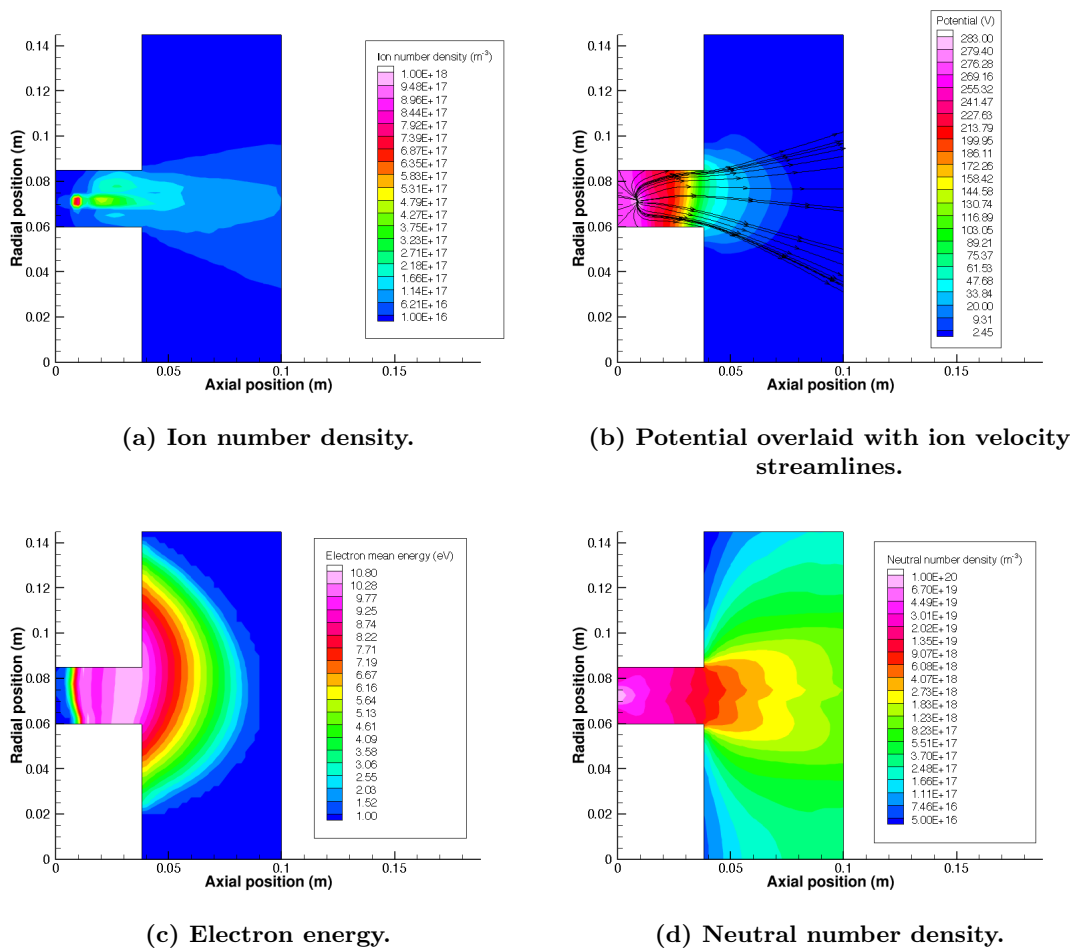 Ion number density (m⁻³)
1.00E+18
9.48E+17
8.96E+17
8.44E+17
7.92E+17
7.39E+17
6.87E+17
6.35E+17
5.83E+17
5.31E+17
4.79E+17
4.27E+17
3.75E+17
3.23E+17
2.71E+17
2.18E+17
1.66E+17
1.14E+17
6.21E+16
1.00E+16
Radial position (m)
0.14
0.12
0.1
0.08
0.06
0.04
0.02
0
0 0.05 0.1 0.15
Axial position (m)
(a) Ion number density.
Potential (V)
283.00
279.40
276.28
269.16
255.32
241.47
227.63
213.79
199.95
186.11
172.26
158.42
144.58
130.74
116.89
103.05
89.21
75.37
61.53
47.68
33.84
20.00
9.31
2.45
Radial position (m)
0.14
0.12
0.1
0.08
0.06
0.04
0.02
0
0 0.05 0.1 0.15
Axial position (m)
(b) Potential overlaid with ion velocity
streamlines.
Electron mean energy (eV)
10.80
10.28
9.77
9.25
8.74
8.22
7.71
7.19
6.67
6.16
5.64
5.13
4.61
4.09
3.58
3.06
2.55
2.03
1.52
1.00
Radial position (m)
0.14
0.12
0.1
0.08
0.06
0.04
0.02
0
0 0.05 0.1 0.15
Axial position (m)
(c) Electron energy.
Neutral number density (m⁻³)
1.00E+20
6.70E+19
4.49E+19
3.01E+19
2.02E+19
1.35E+19
9.07E+18
6.08E+18
4.07E+18
2.73E+18
1.83E+18
1.23E+18
8.23E+17
5.51E+17
3.70E+17
2.48E+17
1.66E+17
1.11E+17
7.46E+16
5.00E+16
Radial position (m)
0.14
0.12
0.1
0.08
0.06
0.04
0.02
0
0 0.05 0.1 0.15
Axial position (m)
(d) Neutral number density.